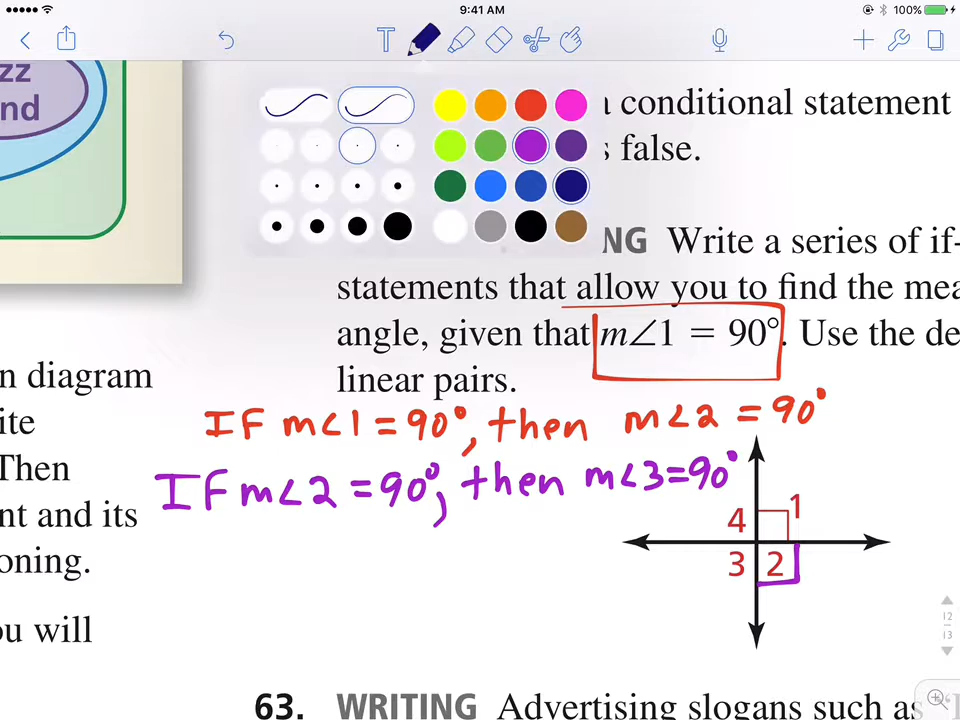 9:41 AM
100%
T
zz
nd
a conditional statement
s false.
NG Write a series of if-
statements that allow you to find the mea
angle, given that m∠1 = 90°. Use the de
linear pairs.
n diagram
ite
Then
nt and its
oning.
ou will
IF m∠1 = 90°, then m∠2 = 90°
IF m∠2 = 90°, then m∠3=90°
4 1
3 2
12
13
63. WRITING Advertising slogans such as